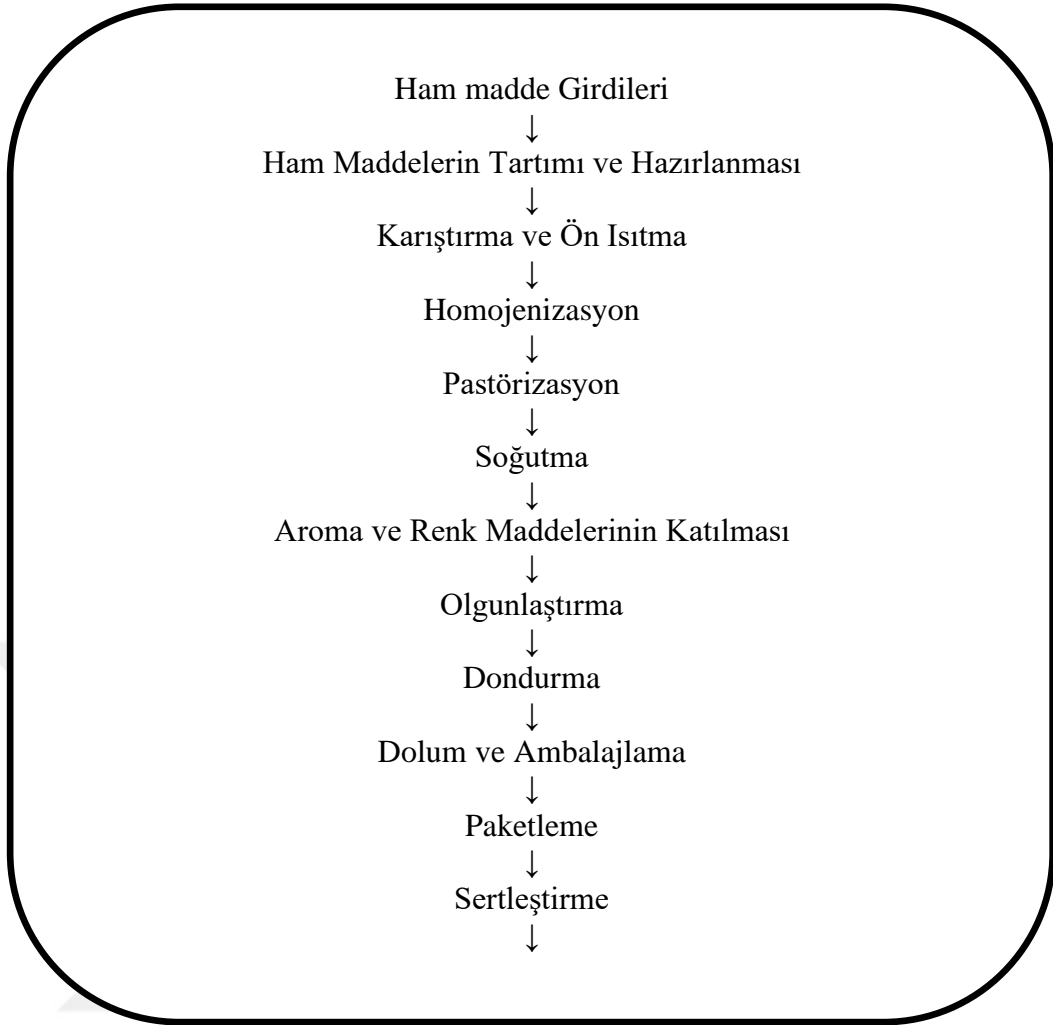 Ham madde Girdileri
↓
Ham Maddelerin Tartımı ve Hazırlanması
↓
Karıştırma ve Ön Isıtma
↓
Homojenizasyon
↓
Pastörizasyon
↓
Soğutma
↓
Aroma ve Renk Maddelerinin Katılması
↓
Olgunlaştırma
↓
Dondurma
↓
Dolum ve Ambalajlama
↓
Paketleme
↓
Sertleştirme
↓